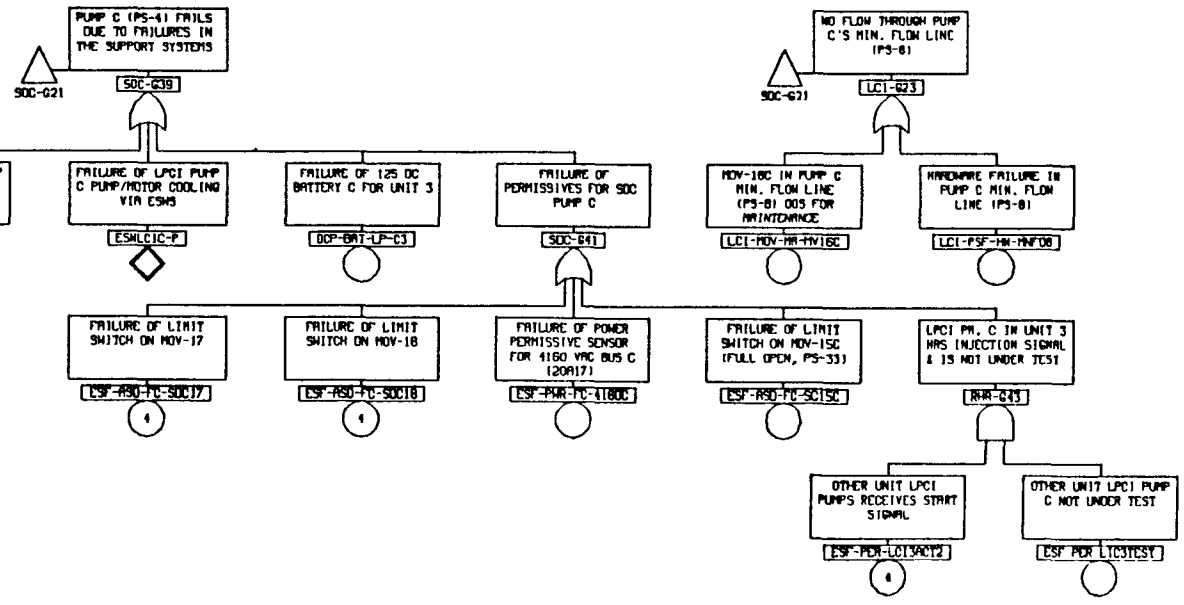 PUMP C (PS-4) FAILS
DUE TO FAILURES IN
THE SUPPORT SYSTEMS
SDC-G21
SDC-G39
NO FLOW THROUGH PUMP
C'S MIN. FLOW LINE
(PS-8)
SDC-G21
LCI-G23
P
FAILURE OF LPCI PUMP
C PUMP/MOTOR COOLING
VIA ESWS
ESWLCIC-P
FAILURE OF 125 DC
BATTERY C FOR UNIT 3
DCP-BAT-LP-C3
FAILURE OF
PERMISSIVES FOR SDC
PUMP C
SDC-G41
MOV-16C IN PUMP C
MIN. FLOW LINE
(PS-8) OOS FOR
MAINTENANCE
LCI-MOV-MA-MV16C
HARDWARE FAILURE IN
PUMP C MIN. FLOW
LINE (PS-8)
LCI-PSF-HW-MNF08
FAILURE OF LIMIT
SWITCH ON MOV-17
ESF-ASD-FC-SDC17
4
FAILURE OF LIMIT
SWITCH ON MOV-18
ESF-ASD-FC-SDC18
4
FAILURE OF POWER
PERMISSIVE SENSOR
FOR 4160 VAC BUS C
(20A17)
ESF-PWR-FC-4160C
FAILURE OF LIMIT
SWITCH ON MOV-15C
(FULL OPEN, PS-33)
ESF-ASD-FC-SC15C
LPCI PM. C IN UNIT 3
HAS INJECTION SIGNAL
& IS NOT UNDER TEST
RHR-G43
OTHER UNIT LPCI
PUMPS RECEIVES START
SIGNAL
ESF-PER-LCI3ACT2
4
OTHER UNIT LPCI PUMP
C NOT UNDER TEST
ESF PER LTC3TEST